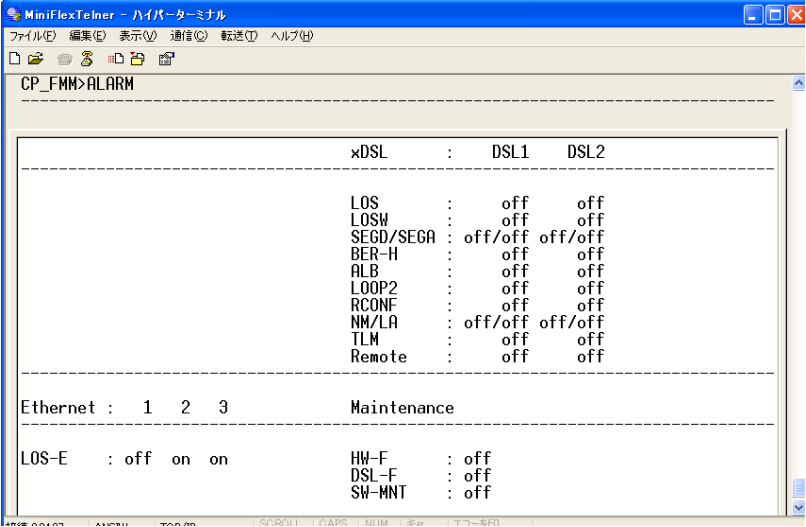 MiniFlexTelner - ハイパーターミナル
ファイル(F) 編集(E) 表示(V) 通信(C) 転送(T) ヘルプ(H)
CP_FMM>ALARM
xDSL : DSL1 DSL2
LOS : off off
LOSW : off off
SEGD/SEGA : off/off off/off
BER-H : off off
ALB : off off
LOOP2 : off off
RCONF : off off
NM/LA : off/off off/off
TLM : off off
Remote : off off
Ethernet : 1 2 3 Maintenance
LOS-E : off on on HW-F : off
DSL-F : off
SW-MNT : off
SCROLL CAPS NUM